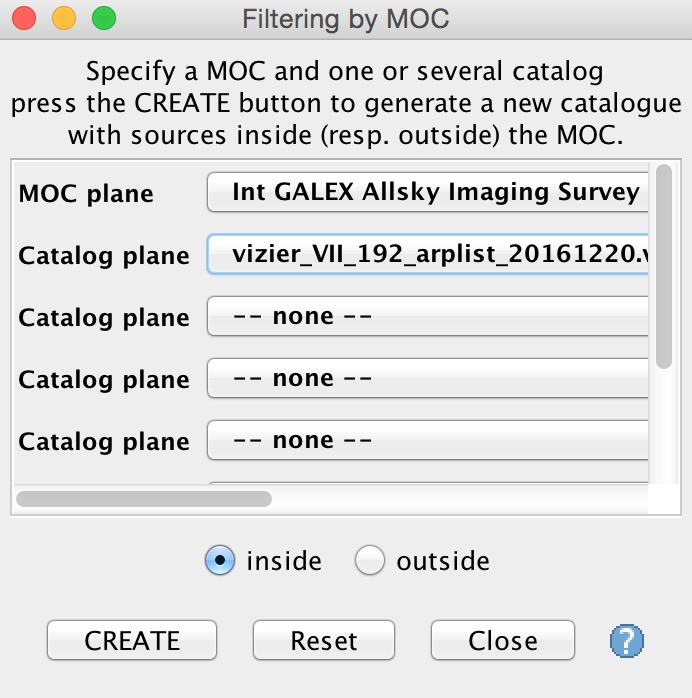 Filtering by MOC
Specify a MOC and one or several catalog
press the CREATE button to generate a new catalogue
with sources inside (resp. outside) the MOC.
MOC plane Int GALEX Allsky Imaging Survey
Catalog plane vizier_VII_192_arplist_20161220.v
Catalog plane -- none --
Catalog plane -- none --
Catalog plane -- none --
inside outside
CREATE Reset Close ?